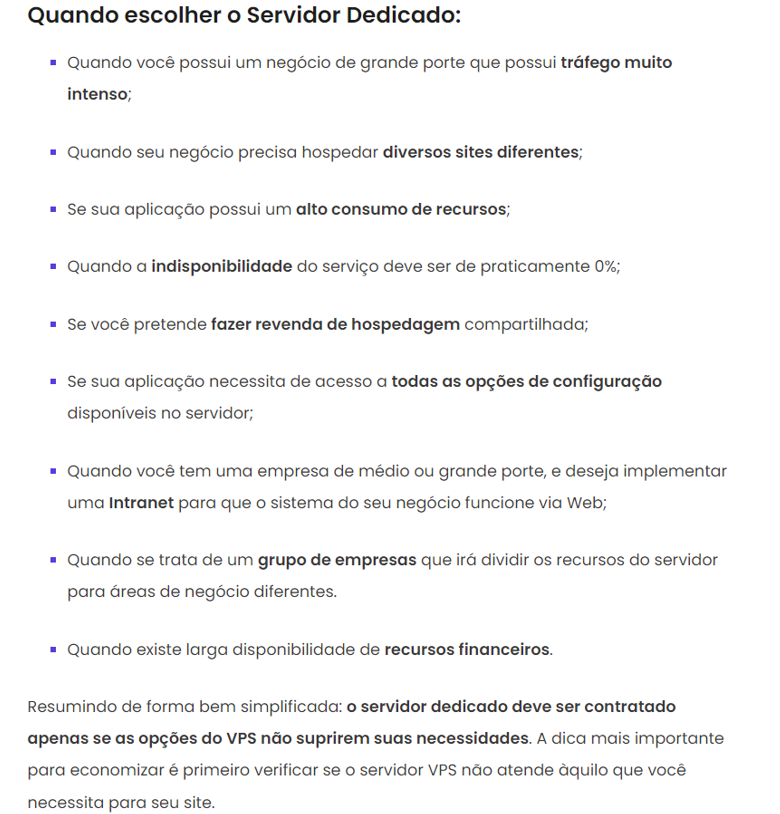 Quando escolher o Servidor Dedicado:
Quando você possui um negócio de grande porte que possui tráfego muito
intenso;
Quando seu negócio precisa hospedar diversos sites diferentes;
Se sua aplicação possui um alto consumo de recursos;
Quando a indisponibilidade do serviço deve ser de praticamente 0%;
Se você pretende fazer revenda de hospedagem compartilhada;
Se sua aplicação necessita de acesso a todas as opções de configuração
disponíveis no servidor;
Quando você tem uma empresa de médio ou grande porte, e deseja implementar
uma Intranet para que o sistema do seu negócio funcione via Web;
Quando se trata de um grupo de empresas que irá dividir os recursos do servidor
para áreas de negócio diferentes.
Quando existe larga disponibilidade de recursos financeiros.
Resumindo de forma bem simplificada: o servidor dedicado deve ser contratado
apenas se as opções do VPS não suprirem suas necessidades. A dica mais importante
para economizar é primeiro verificar se o servidor VPS não atende àquilo que você
necessita para seu site.